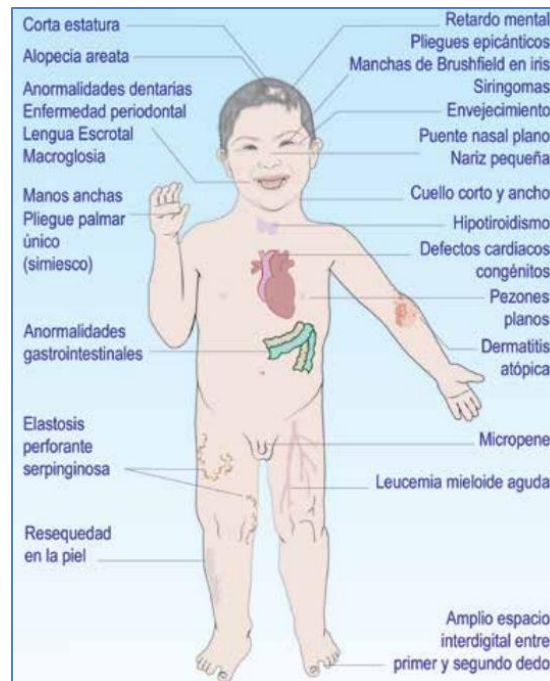 Corta estatura
Alopecia areata
Anormalidades dentarias
Enfermedad periodontal
Lengua Escrotal
Macroglosia
Manos anchas
Pliegue palmar
único
(simiesco)
Anormalidades
gastrointestinales
Elastosis
perforante
serpinginosa
Resequedad
en la piel
Retardo mental
Pliegues epicánticos
Manchas de Brushfield en iris
Siringomas
Envejecimiento
Puente nasal plano
Nariz pequeña
Cuello corto y ancho
Hipotiroidismo
Defectos cardiacos
congénitos
Pezones
planos
Dermatitis
atópica
Micropene
Leucemia mieloide aguda
Amplio espacio
interdigital entre
primer y segundo dedo